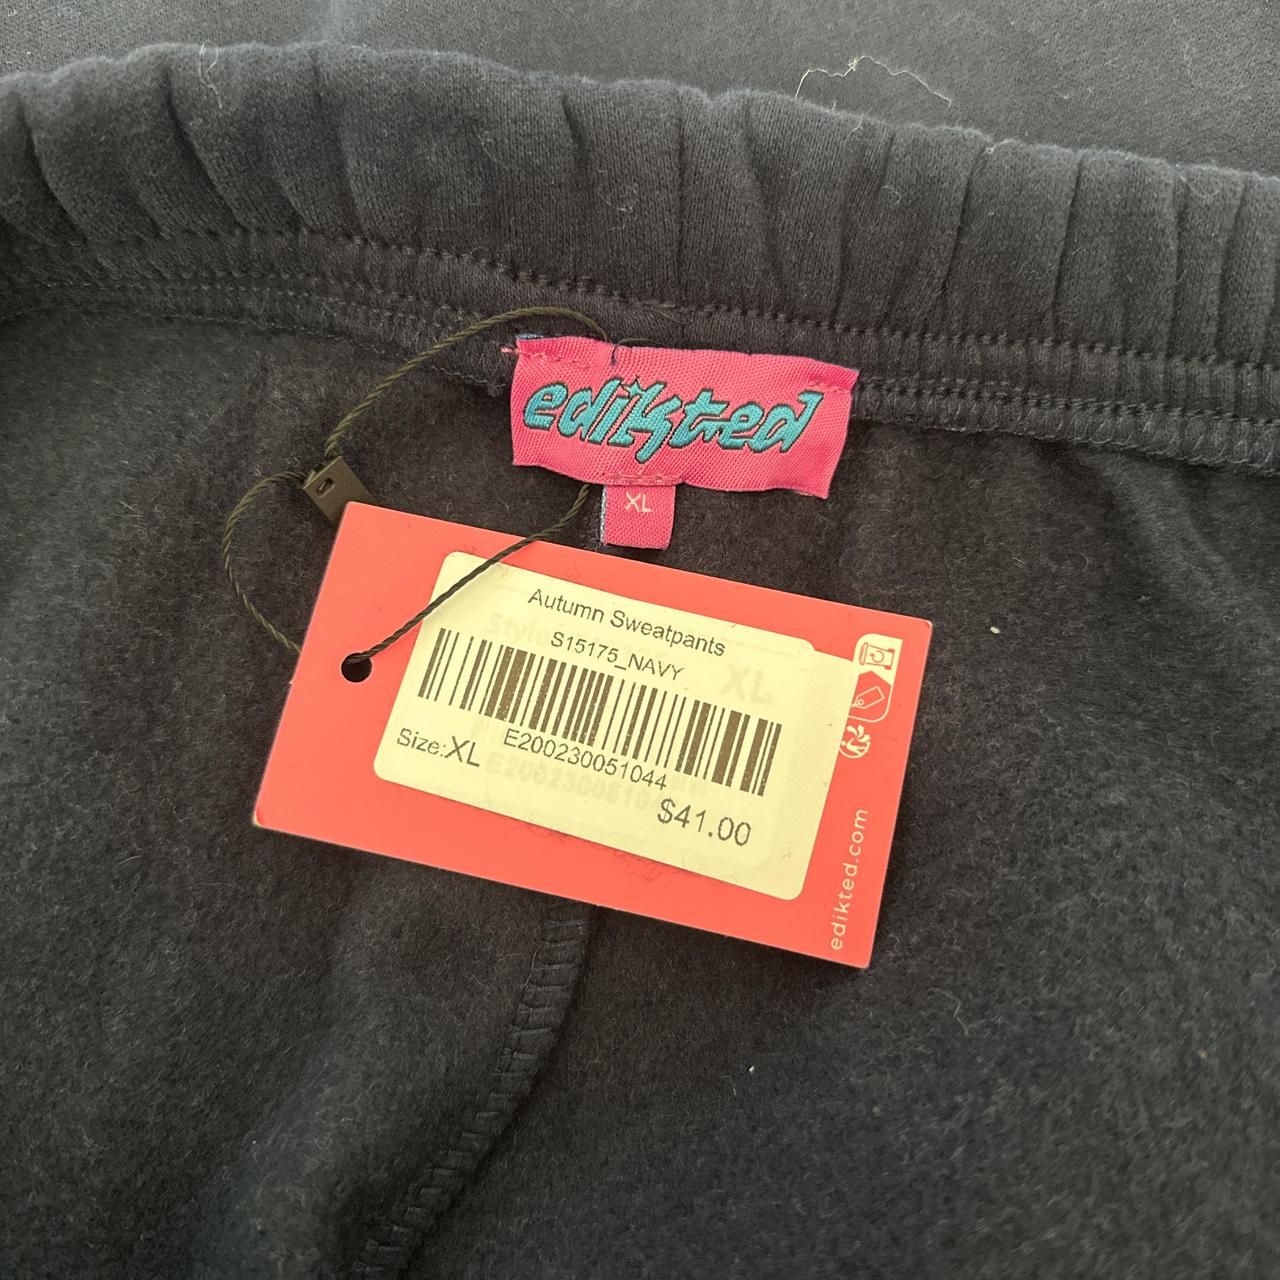 edikted
XL
Autumn Sweatpants
S15175_NAVY
Size:XL
E200230051044
$41.00
edikted.com